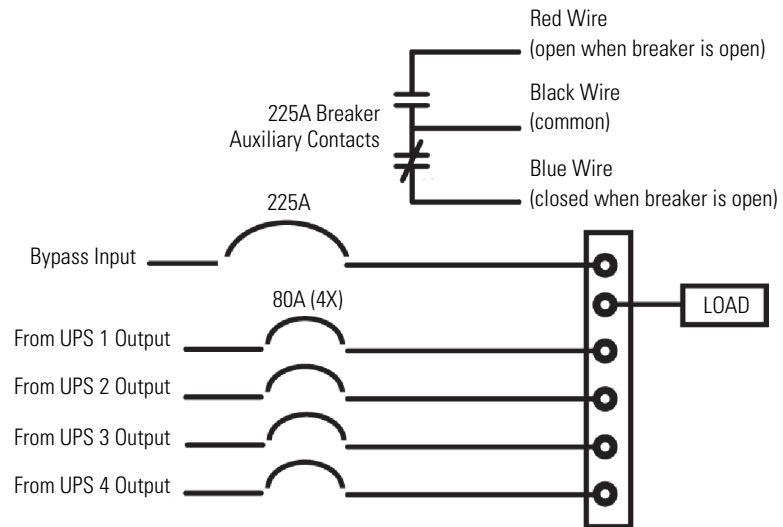 Red Wire
(open when breaker is open)
Black Wire
(common)
225A Breaker
Auxiliary Contacts
Blue Wire
(closed when breaker is open)
225A
Bypass Input
LOAD
80A (4X)
From UPS 1 Output
From UPS 2 Output
From UPS 3 Output
From UPS 4 Output